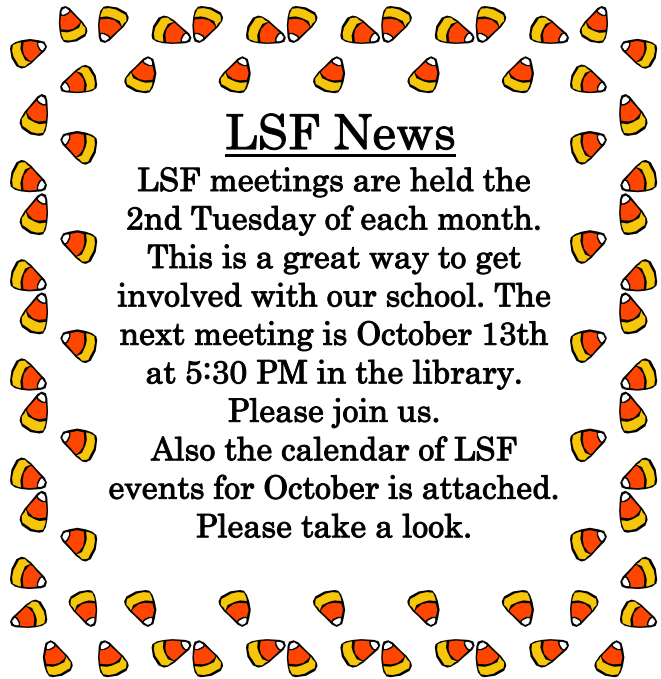 LSF News
LSF meetings are held the
2nd Tuesday of each month.
This is a great way to get
involved with our school. The
next meeting is October 13th
at 5:30 PM in the library.
Please join us.
Also the calendar of LSF
events for October is attached.
Please take a look.